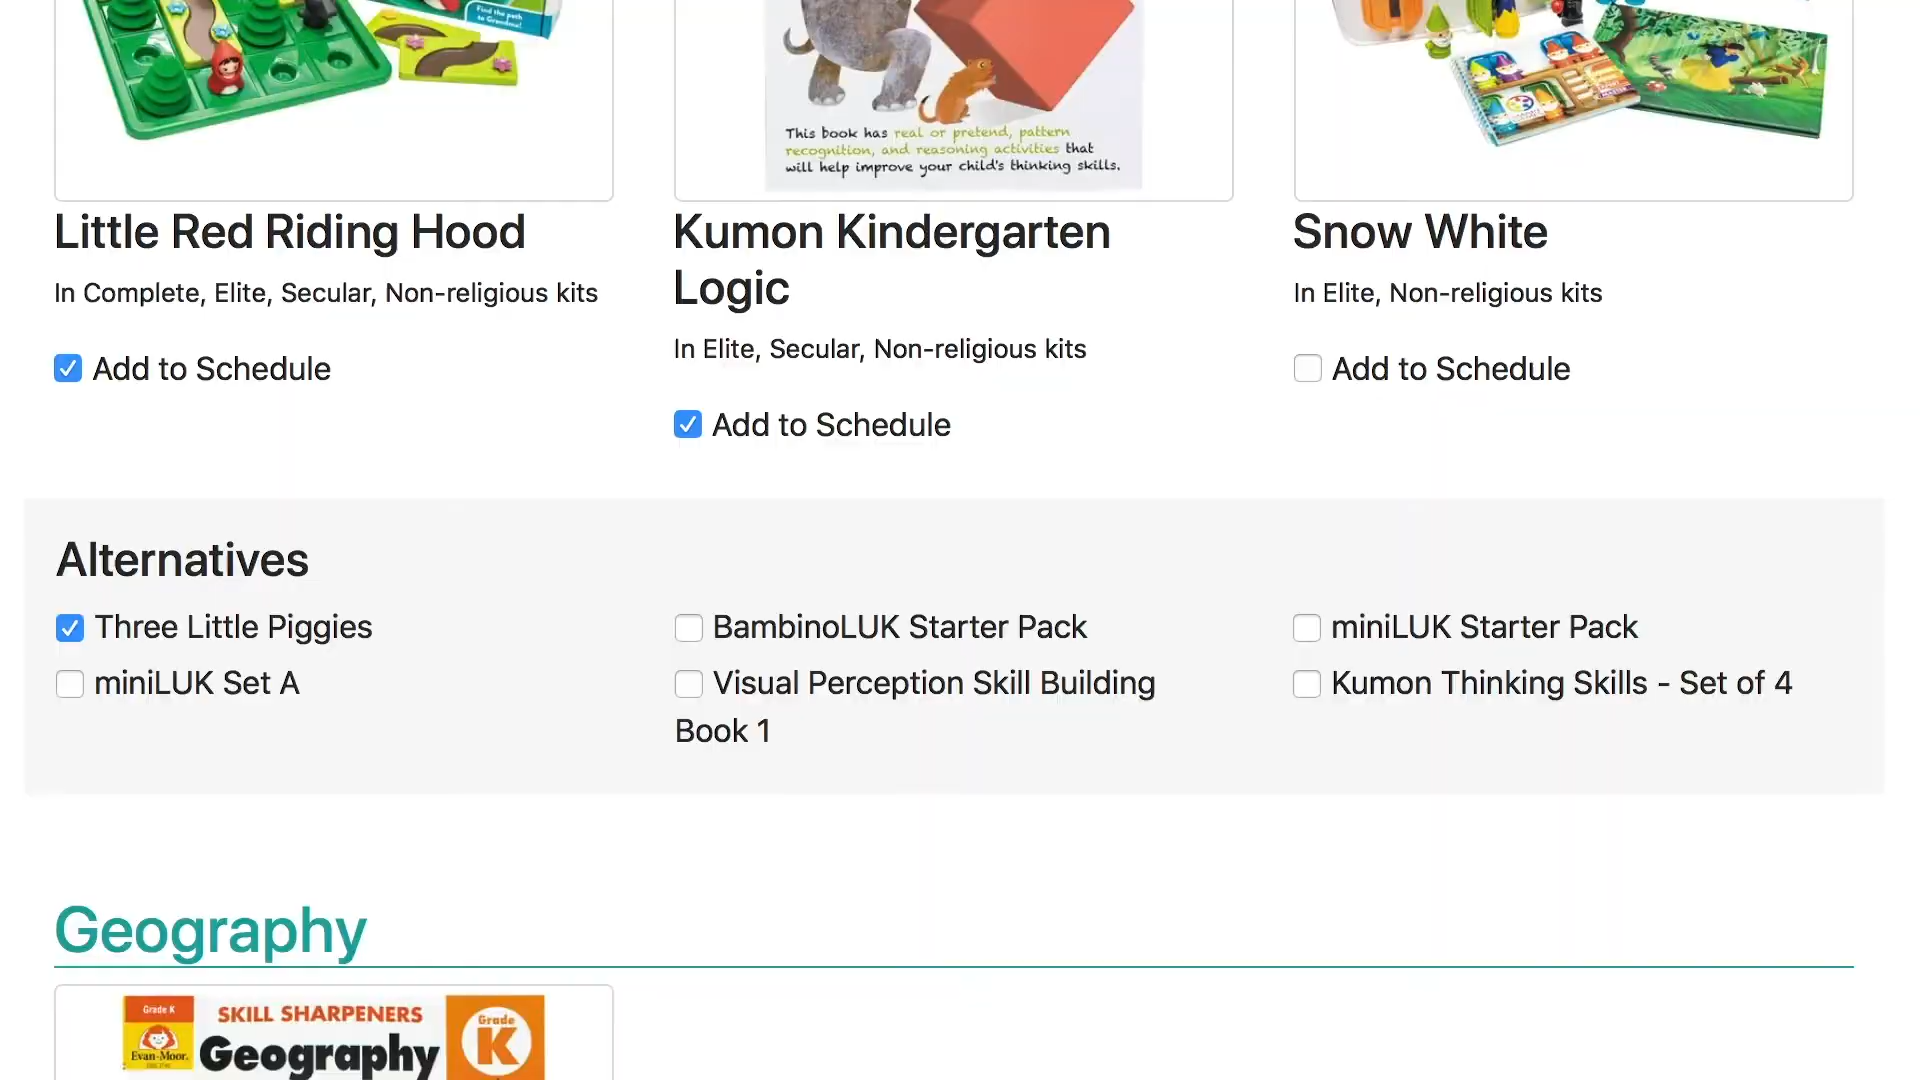 Find the path
to Grandma!
This book has real or pretend, pattern
recognition, and reasoning activities that
will help improve your child's thinking skills.
Little Red Riding Hood
In Complete, Elite, Secular, Non-religious kits
Add to Schedule
Kumon Kindergarten
Logic
In Elite, Secular, Non-religious kits
Add to Schedule
Snow White
In Elite, Non-religious kits
Add to Schedule
Alternatives
Three Little Piggies
BambinoLUK Starter Pack
miniLUK Starter Pack
miniLUK Set A
Visual Perception Skill Building
Book 1
Kumon Thinking Skills - Set of 4
Geography
Grade K
Evan-Moor
SKILL SHARPENERS
Geography
Grade
K